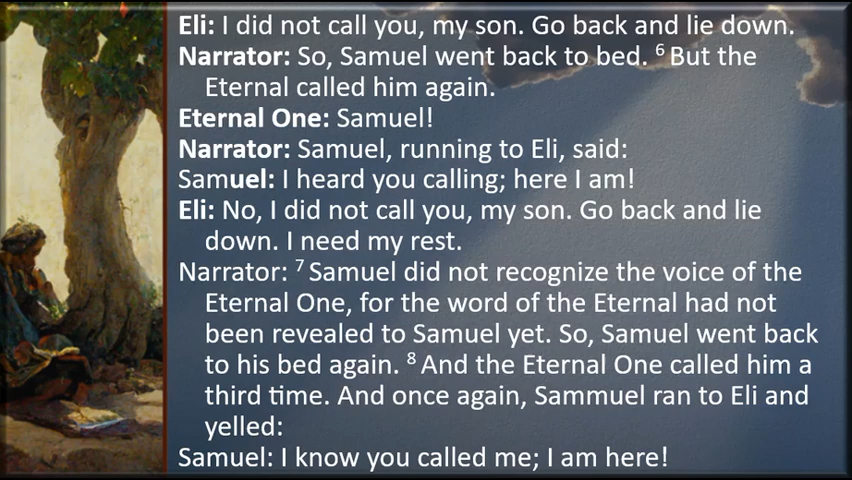 Eli: I did not call you, my son. Go back and lie down.
Narrator: So, Samuel went back to bed. 6 But the
Eternal called him again.
Eternal One: Samuel!
Narrator: Samuel, running to Eli, said:
Samuel: I heard you calling; here I am!
Eli: No, I did not call you, my son. Go back and lie
down. I need my rest.
Narrator: 7 Samuel did not recognize the voice of the
Eternal One, for the word of the Eternal had not
been revealed to Samuel yet. So, Samuel went back
to his bed again. 8 And the Eternal One called him a
third time. And once again, Sammuel ran to Eli and
yelled:
Samuel: I know you called me; I am here!